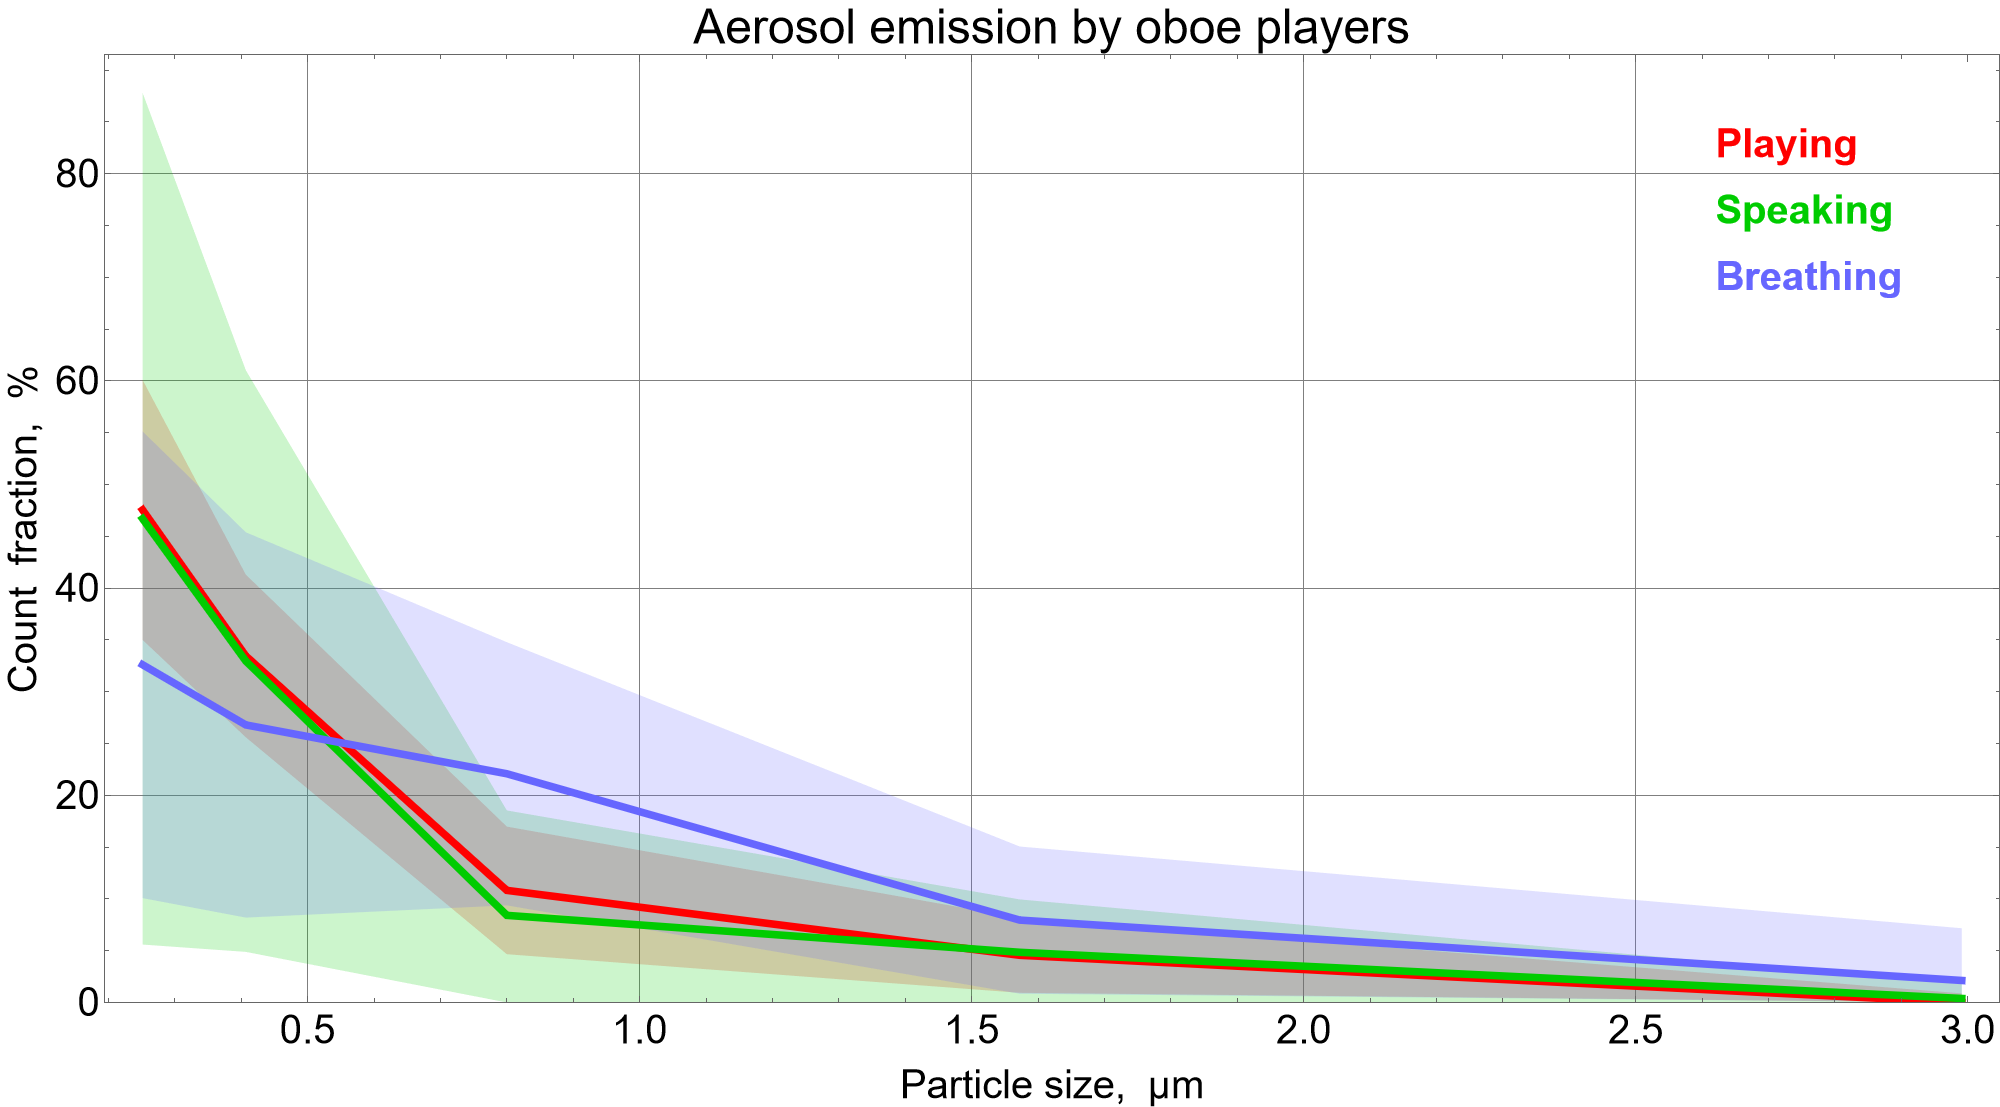 Aerosol emission by oboe players
Playing
Speaking
Breathing
Count fraction, %
80
60
40
20
0
0.5 1.0 1.5 2.0 2.5 3.0
Particle size, μm